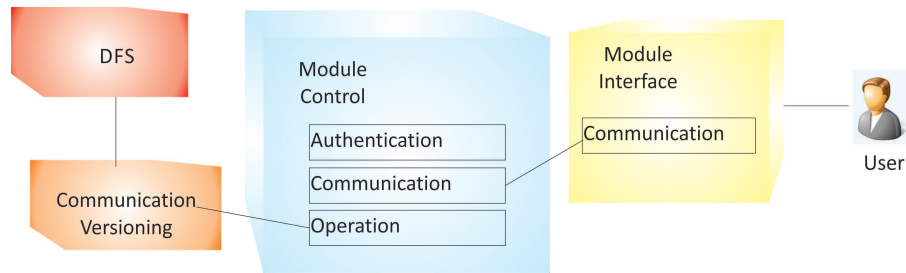 DFS
Communication
Versioning
Module
Control
Authentication
Communication
Operation
Module
Interface
Communication
User